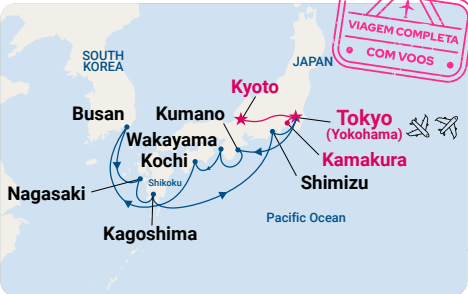 VIAGEM COMPLETA
COM VOOS
SOUTH
KOREA
JAPAN
Kyoto
Busan
Kumano
Tokyo
(Yokohama)
Wakayama
Kochi
Kamakura
Shikoku
Shimizu
Nagasaki
Pacific Ocean
Kagoshima